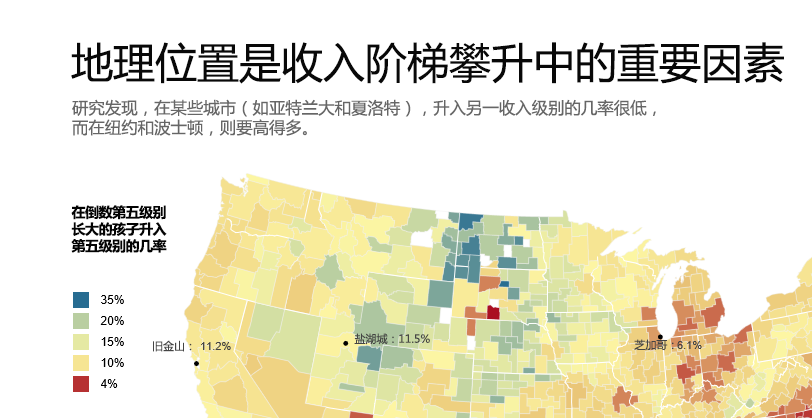 地理位置是收入阶梯攀升中的重要因素
研究发现，在某些城市（如亚特兰大和夏洛特），升入另一收入级别的几率很低，
而在纽约和波士顿，则要高得多。
在倒数第五级别
长大的孩子升入
第五级别的几率
35%
20%
15%
10%
4%
旧金山： 11.2%
盐湖城：11.5%
芝加哥：6.1%